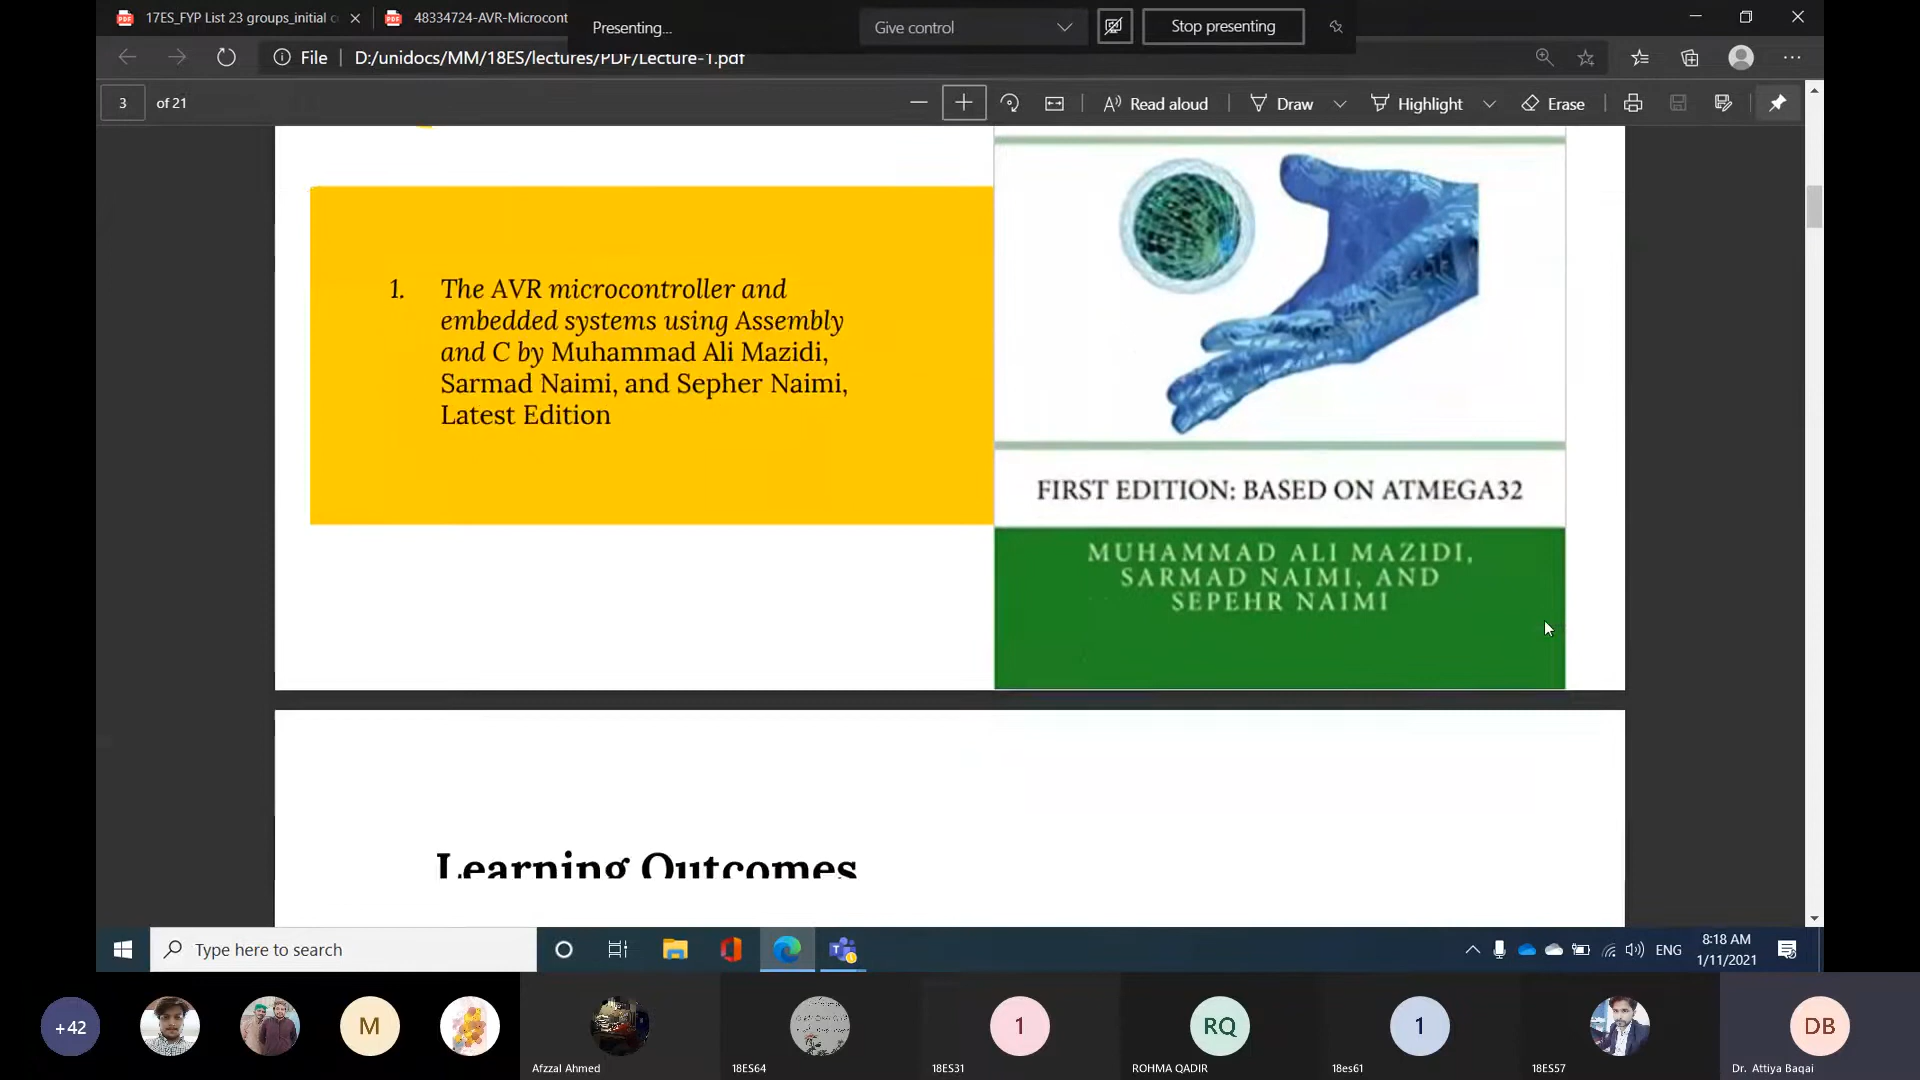 17ES_FYP List 23 groups_initial
48334724-AVR-Microcont
Presenting...
Give control
Stop presenting
File
D:/unidocs/MM/18ES/lectures/PDF/Lecture-1.pdf
3
of 21
Read aloud
Draw
Highlight
Erase
1. The AVR microcontroller and
embedded systems using Assembly
and C by Muhammad Ali Mazidi,
Sarmad Naimi, and Sepher Naimi,
Latest Edition
FIRST EDITION: BASED ON ATMEGA32
MUHAMMAD ALI MAZIDI,
SARMAD NAIMI, AND
SEPEHR NAIMI
Learning Outcomes
Type here to search
ENG
8:18 AM
1/11/2021
+42
M
1
RQ
1
DB
Afzzal Ahmed
18ES64
18ES31
ROHMA QADIR
18es61
18ES57
Dr. Attiya Baqai